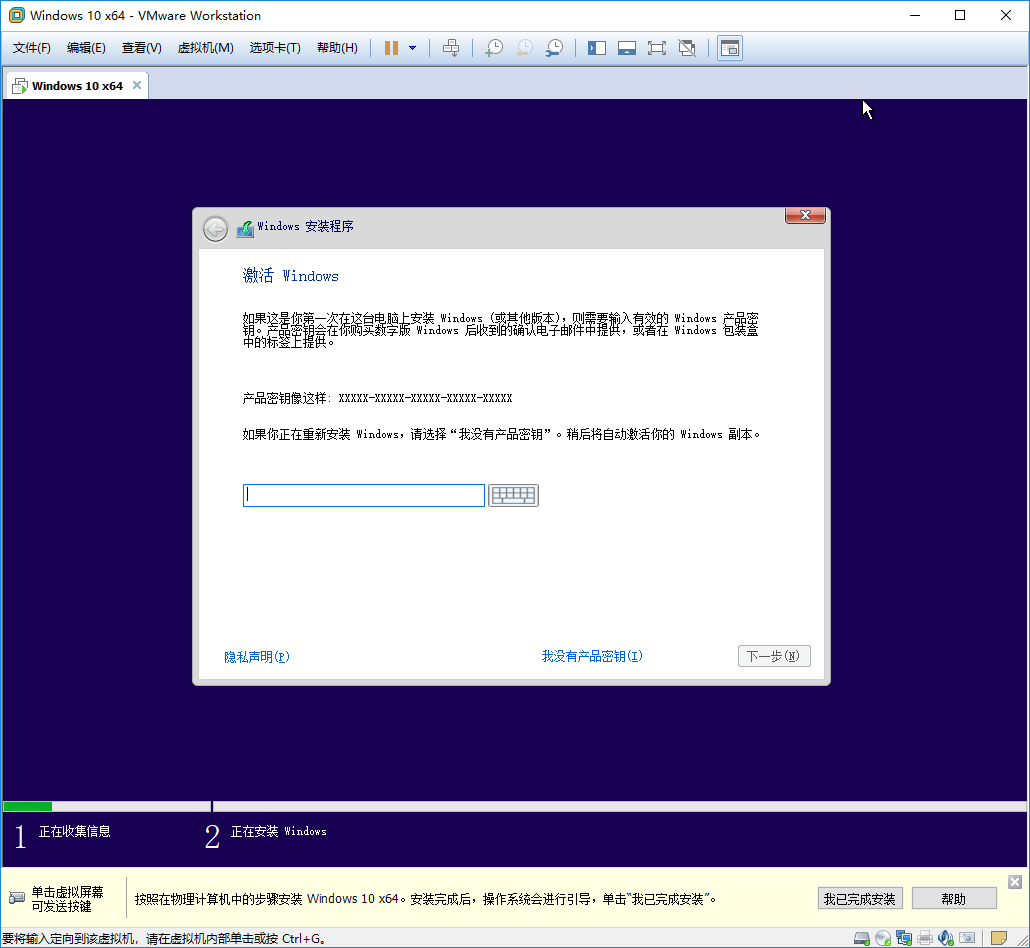 Windows 10 x64 - VMware Workstation
文件(F) 编辑(E) 查看(V) 虚拟机(M) 选项卡(T) 帮助(H)
Windows 10 x64
Windows 安装程序
激活 Windows
如果这是你第一次在这台电脑上安装 Windows (或其他版本)，则需要输入有效的 Windows 产品密
钥。产品密钥会在你购买数字版 Windows 后收到的确认电子邮件中提供，或者在 Windows 包装盒
中的标签上提供。
产品密钥像这样: XXXXX-XXXXX-XXXXX-XXXXX-XXXXX
如果你正在重新安装 Windows，请选择“我没有产品密钥”。稍后将自动激活你的 Windows 副本。
隐私声明(P) 我没有产品密钥(I) 下一步(N)
1 正在收集信息 2 正在安装 Windows
单击虚拟屏幕
可发送按键
按照在物理计算机中的步骤安装 Windows 10 x64。安装完成后，操作系统会进行引导，单击“我已完成安装”。
我已完成安装 帮助
要将输入定向到该虚拟机，请在虚拟机内部单击或按 Ctrl+G。